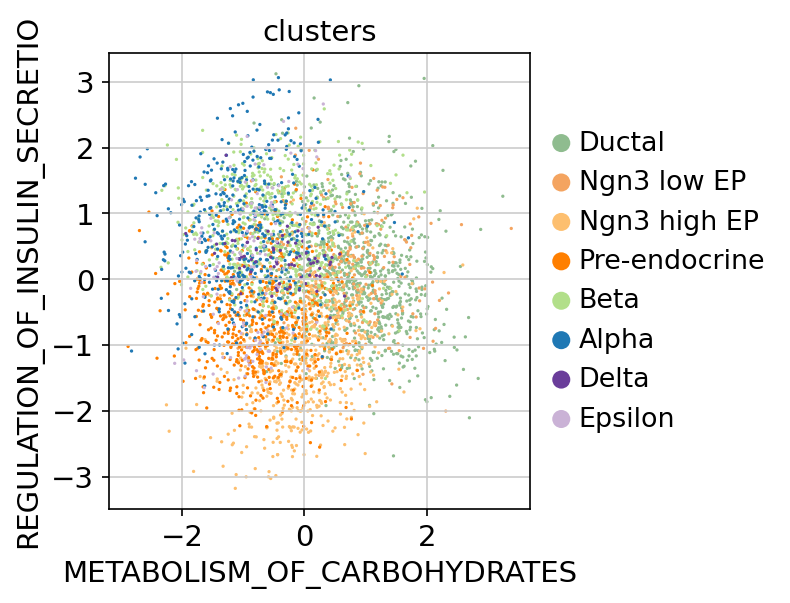 clusters
REGULATION_OF_INSULIN_SECRETIO
3
2
1
0
−1
−2
−3
−2 0 2
METABOLISM_OF_CARBOHYDRATES
Ductal
Ngn3 low EP
Ngn3 high EP
Pre-endocrine
Beta
Alpha
Delta
Epsilon